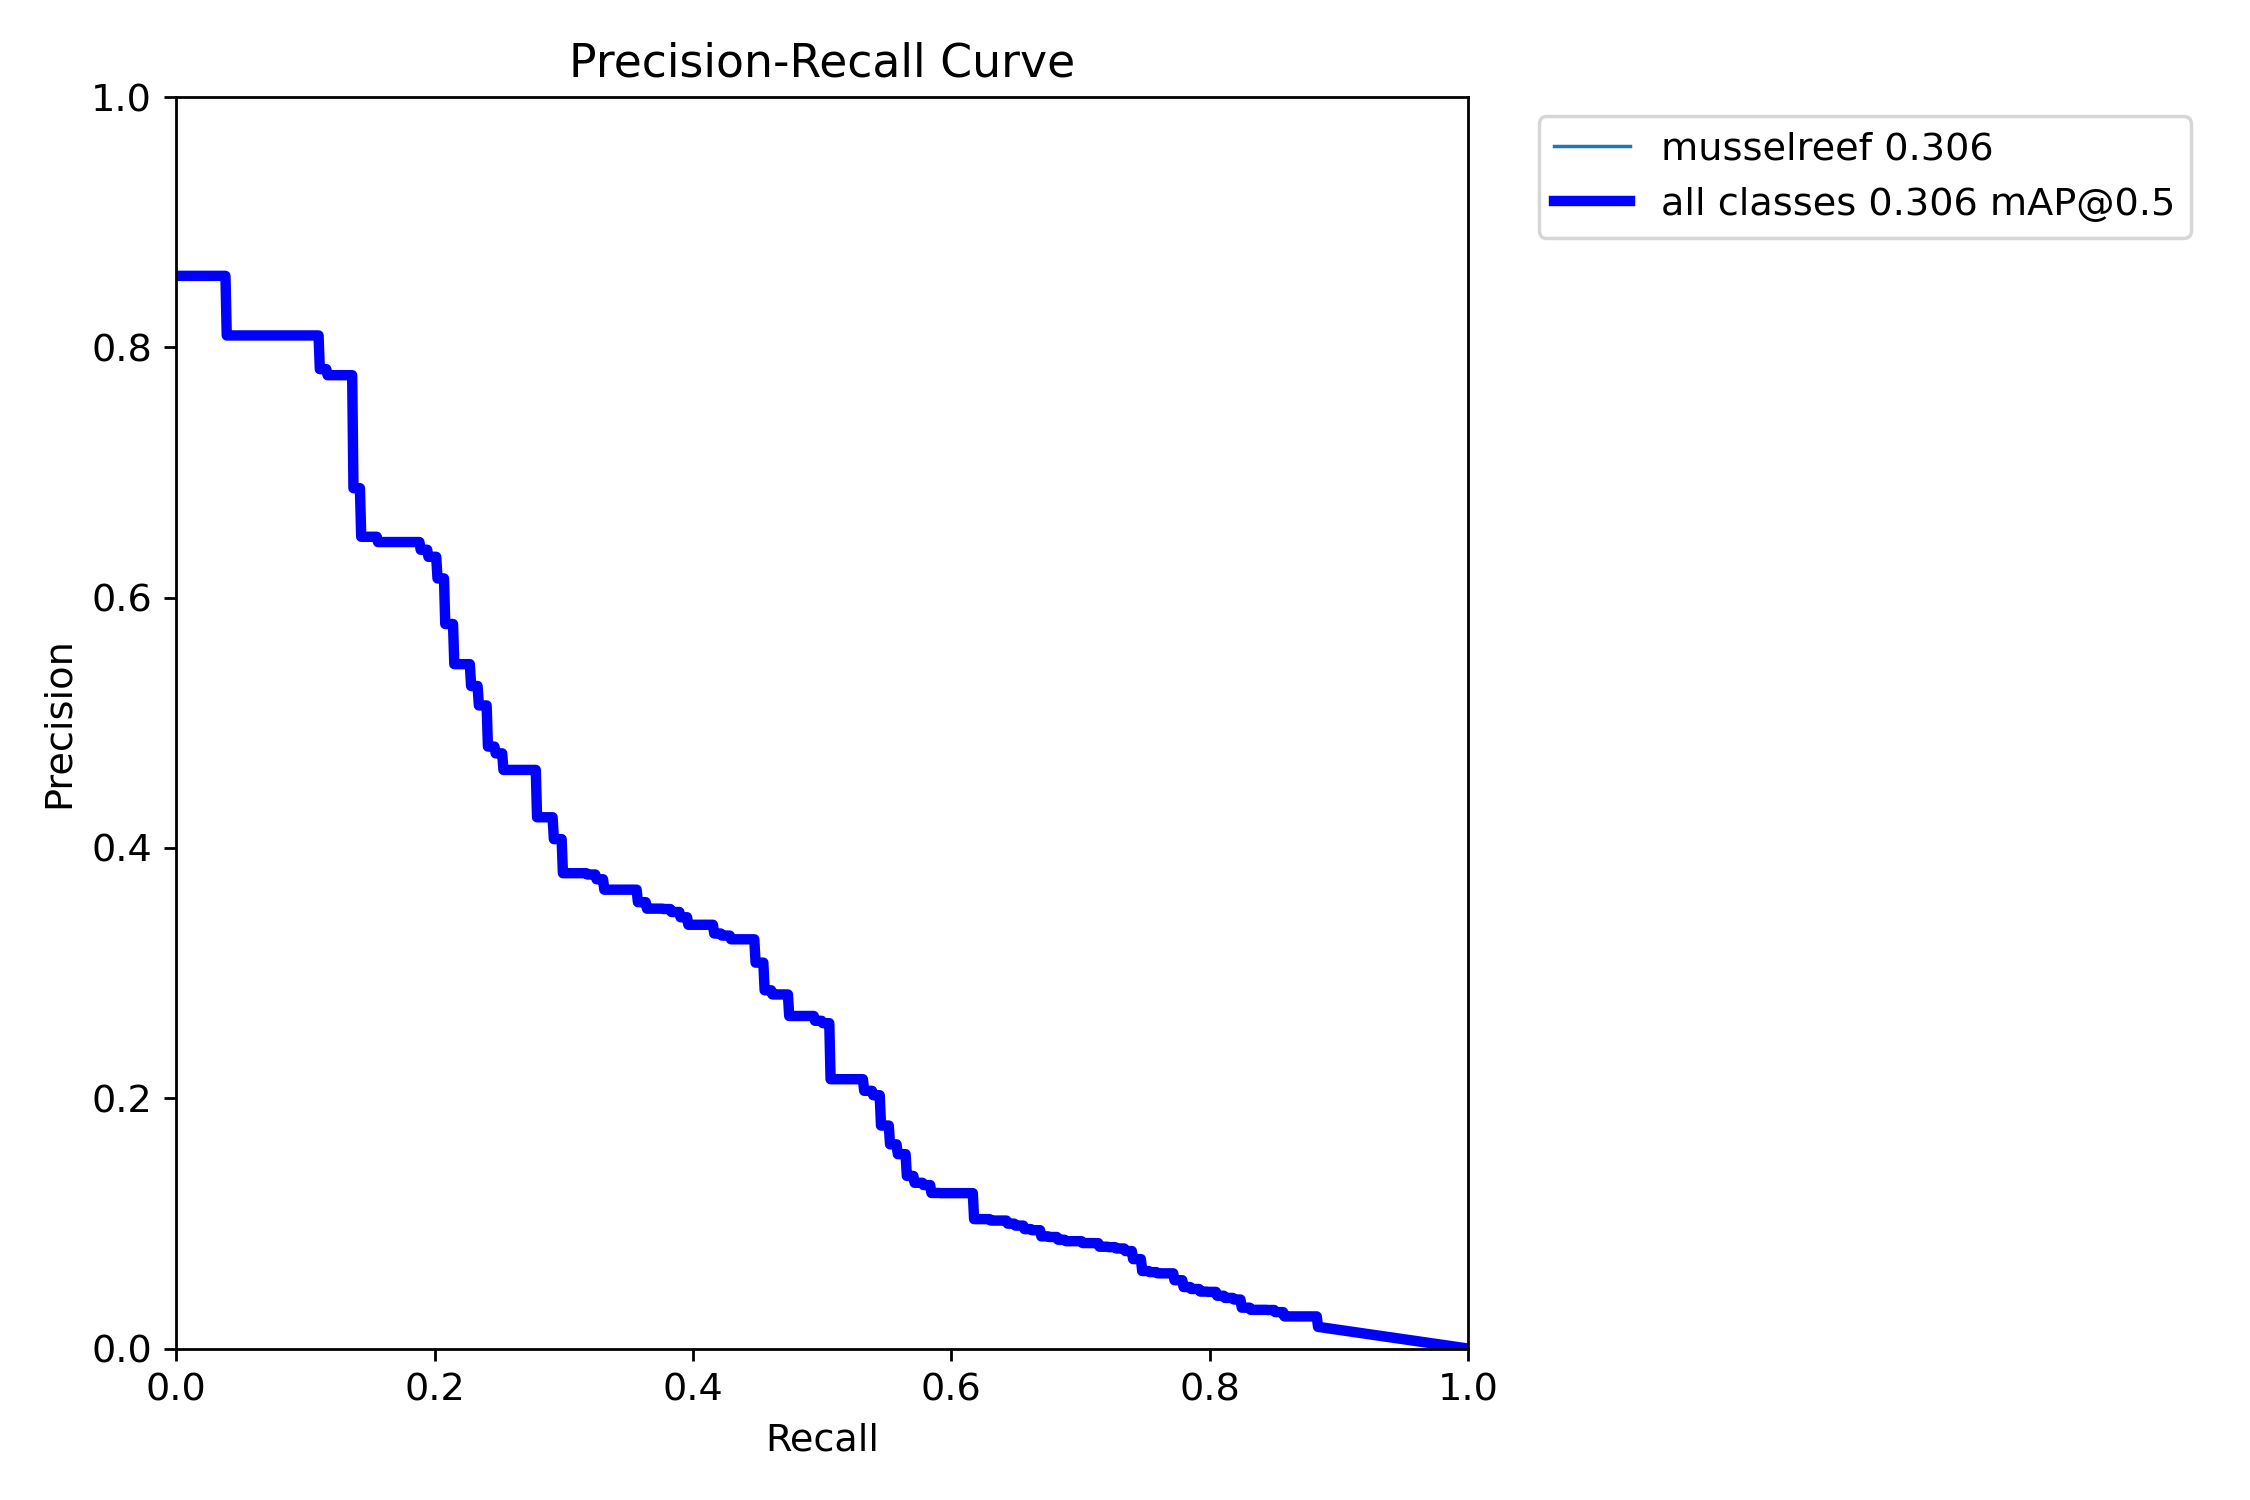 Precision-Recall Curve
1.0
0.8
0.6
0.4
0.2
0.0
Precision
0.0 0.2 0.4 0.6 0.8 1.0
Recall
musselreef 0.306
all classes 0.306 mAP@0.5